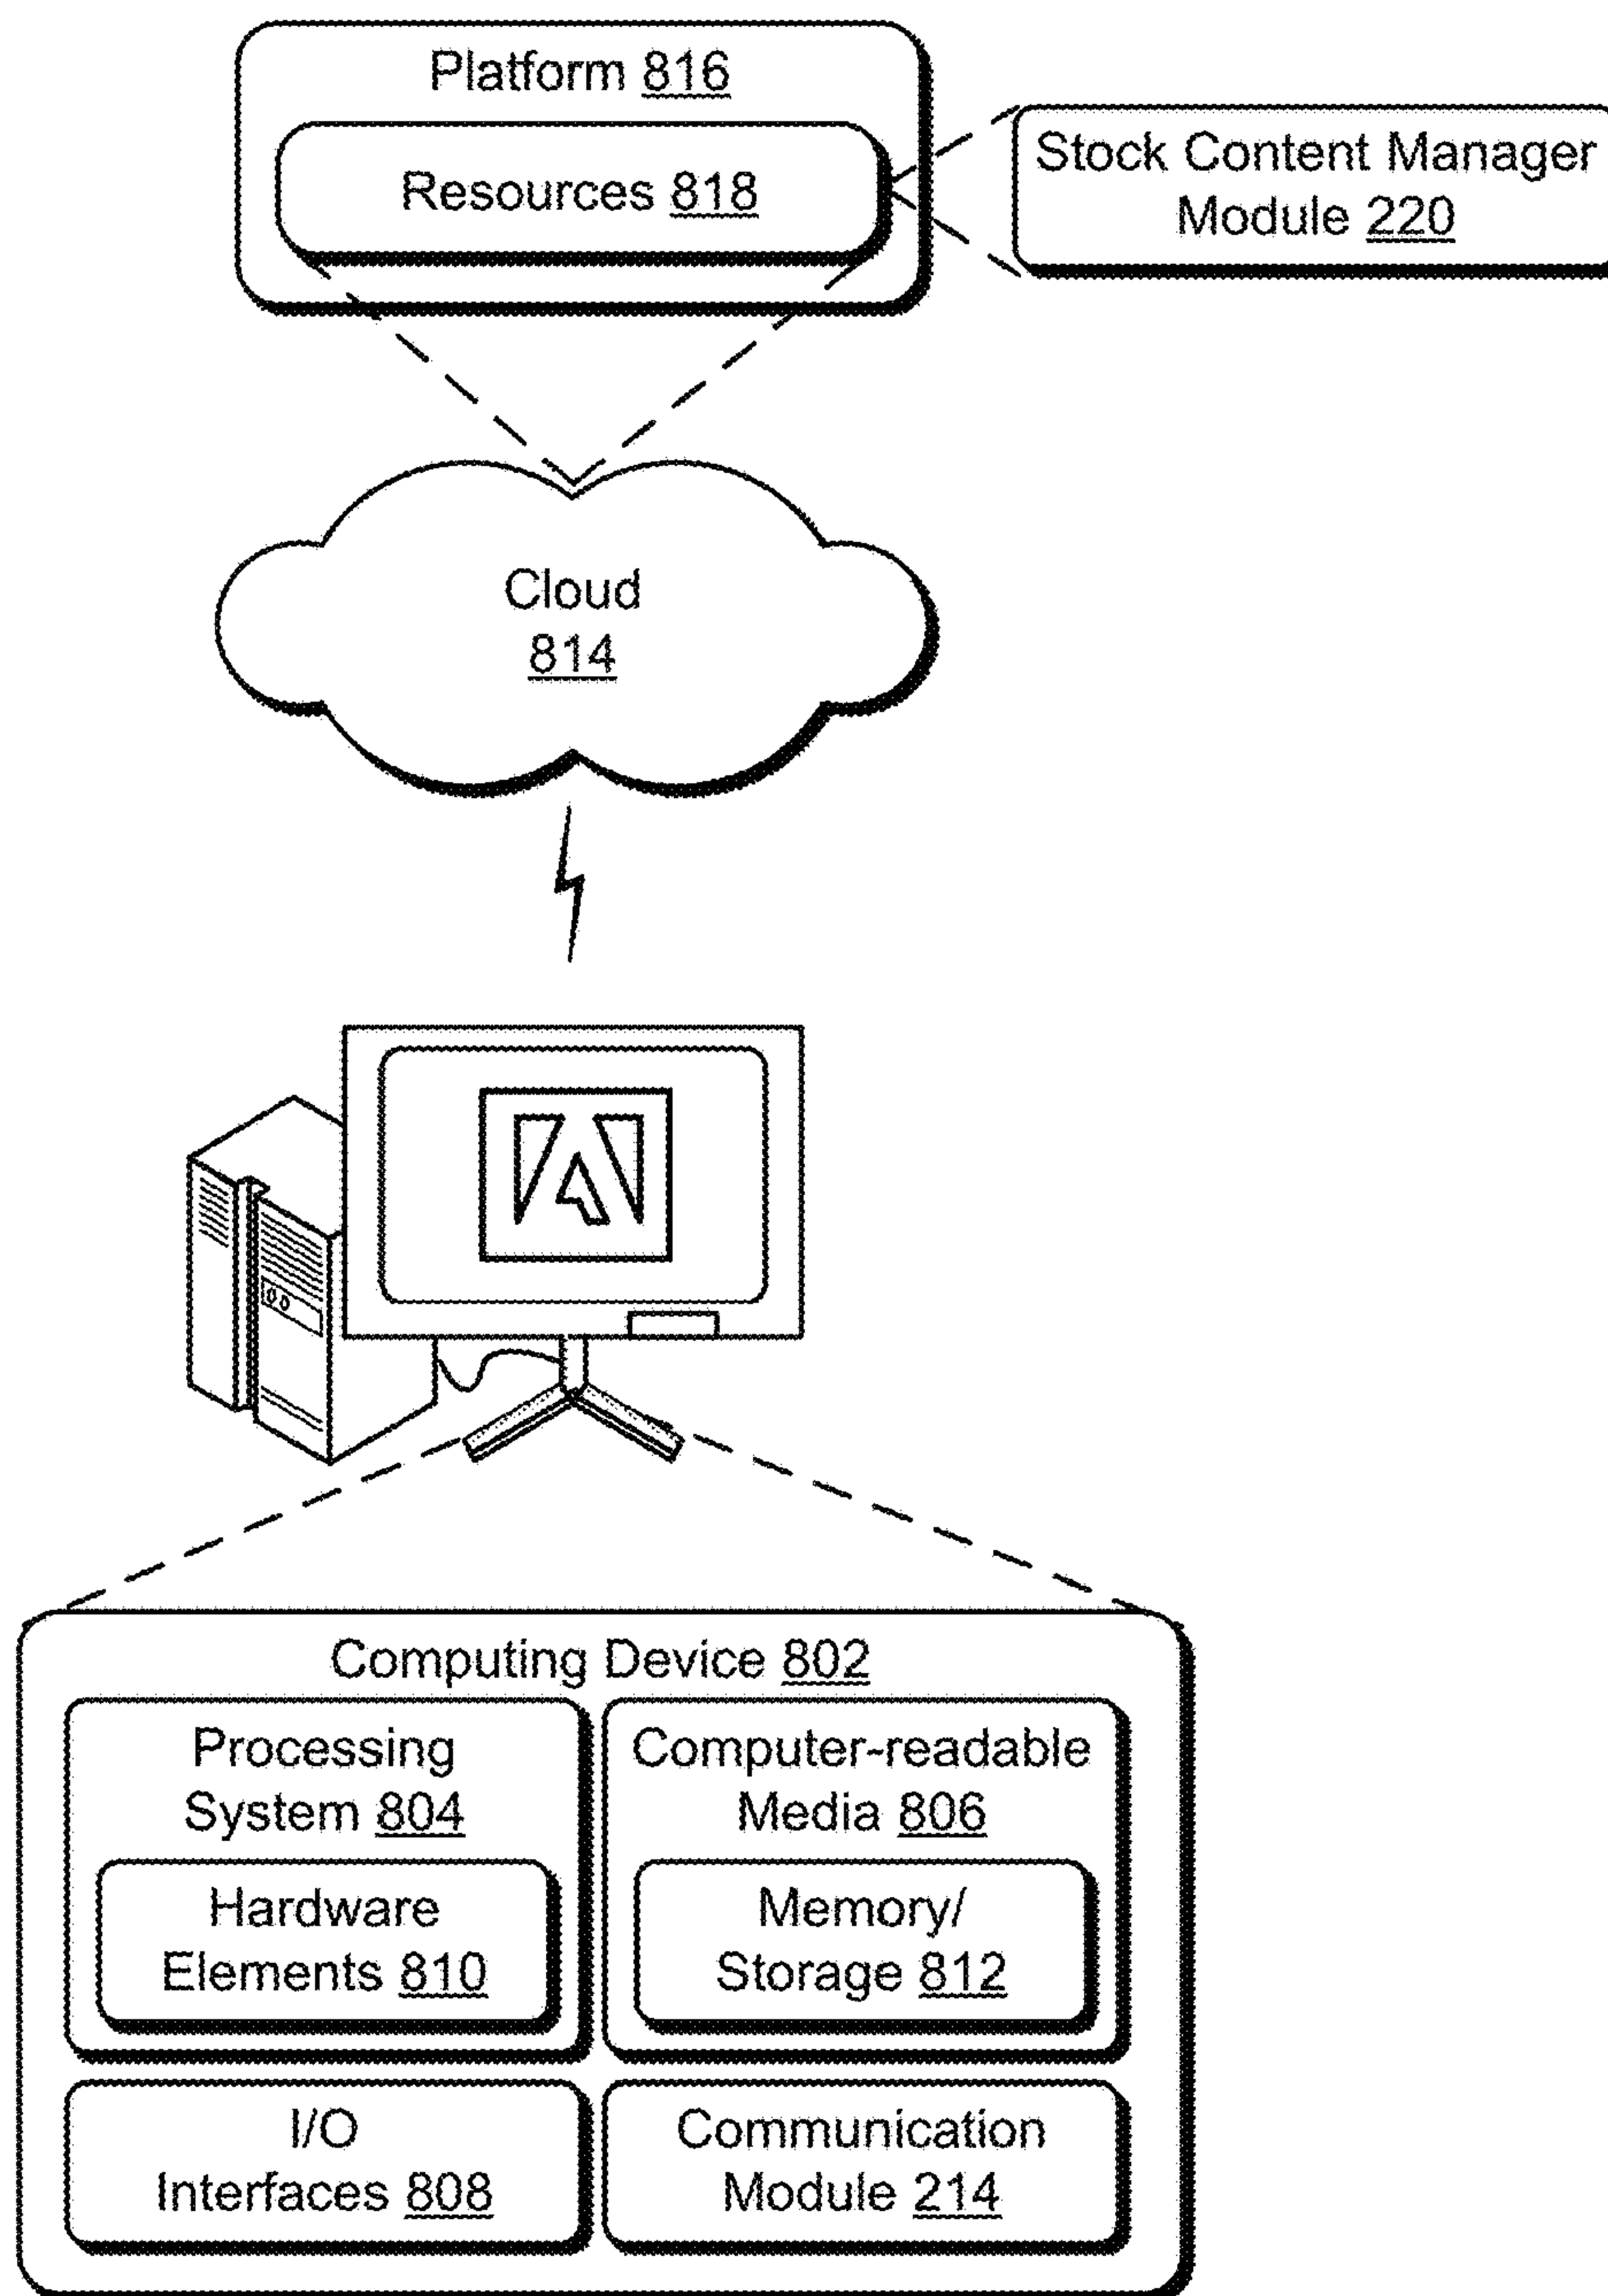 Platform 816
Resources 818
Stock Content Manager
Module 220
Cloud
814
Computing Device 802
Processing
System 804
Hardware
Elements 810
Computer-readable
Media 806
Memory/
Storage 812
I/O
Interfaces 808
Communication
Module 214